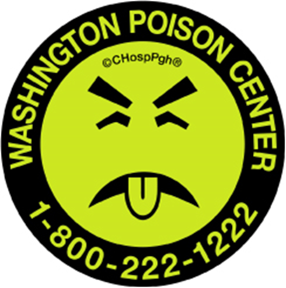 WASHINGTON POISON CENTER
©CHospPgh®
1-800-222-1222